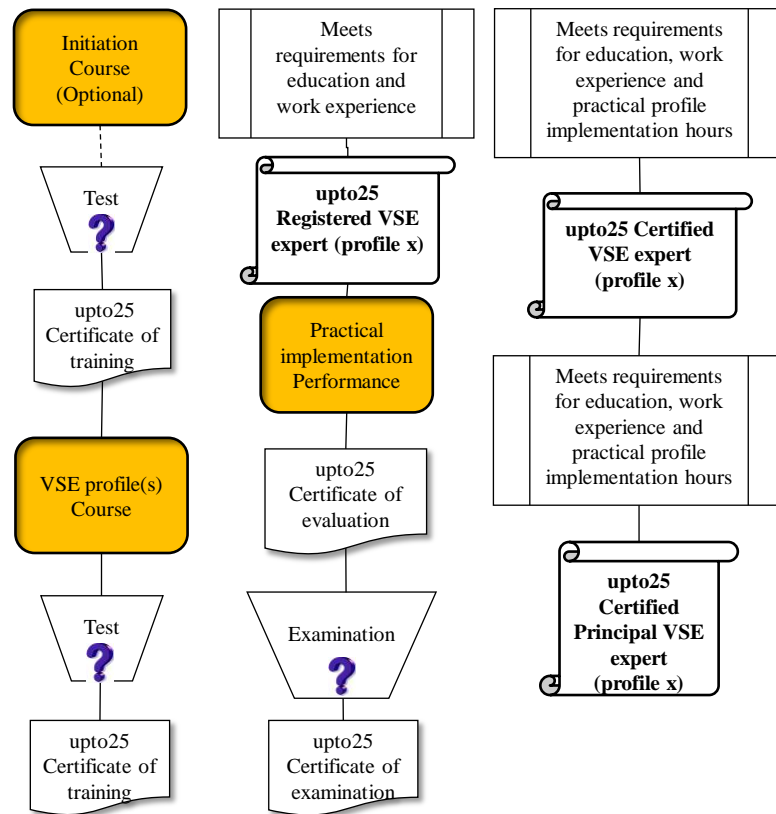 Initiation
Course
(Optional)
Test
upto25
Certificate of
training
VSE profile(s)
Course
Test
upto25
Certificate of
training
Meets
requirements for
education and
work experience
upto25
Registered VSE
expert (profile x)
Practical
implementation
Performance
upto25
Certificate of
evaluation
Examination
upto25
Certificate of
examination
Meets requirements
for education, work
experience and
practical profile
implementation hours
upto25 Certified
VSE expert
(profile x)
Meets requirements
for education, work
experience and
practical profile
implementation hours
upto25
Certified
Principal VSE
expert
(profile x)